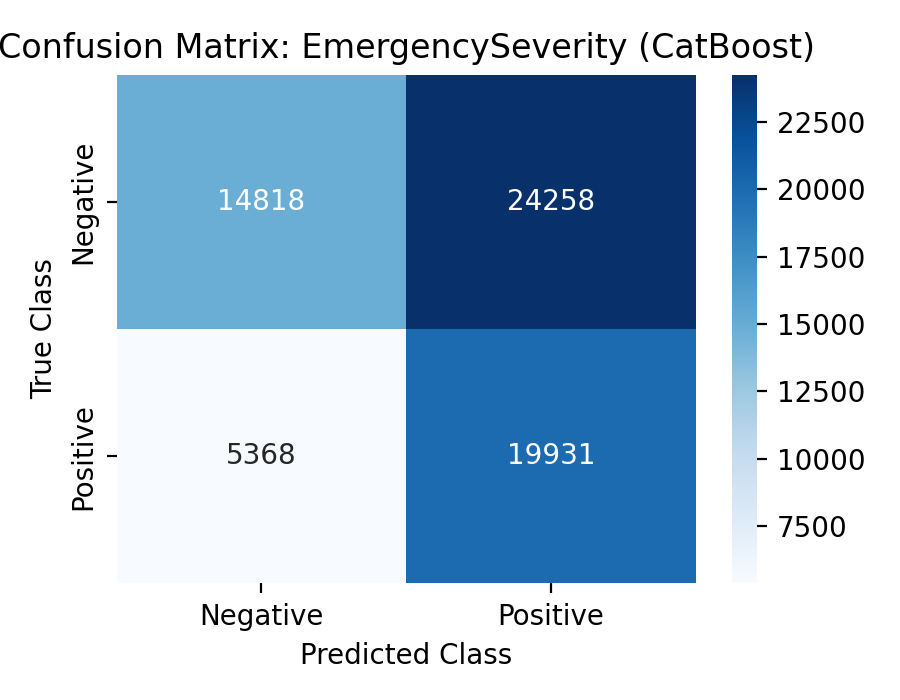 Confusion Matrix: EmergencySeverity (CatBoost)
True Class
Negative
Positive
14818
24258
5368
19931
Negative
Positive
Predicted Class
22500
20000
17500
15000
12500
10000
7500